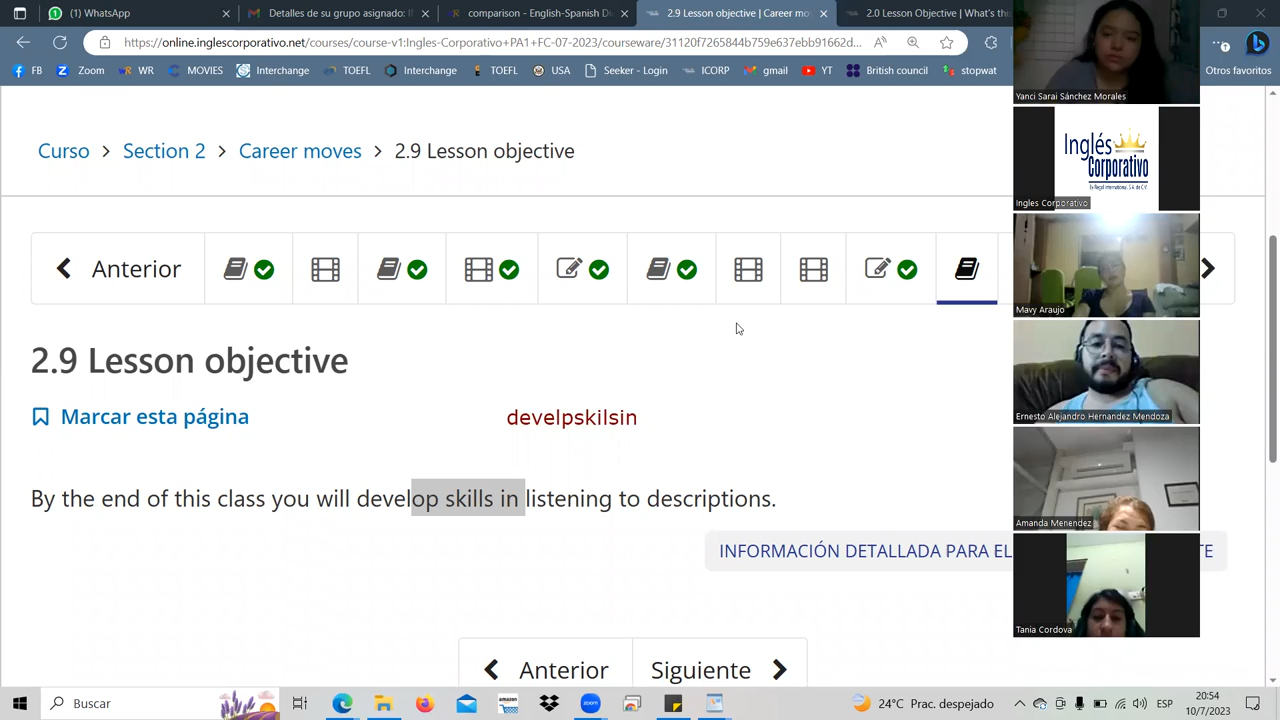 (1) WhatsApp
Detalles de su grupo asignado: I
comparison - English-Spanish Di
2.9 Lesson objective | Career mo
2.0 Lesson Objective | What's thi
https://online.inglescorporativo.net/courses/course-v1:Ingles-Corporativo+PA1+FC-07-2023/courseware/31120f7265844b759e637ebb91662d...
FB
Zoom
WR
MOVIES
Interchange
TOEFL
Interchange
TOEFL
USA
Seeker - Login
ICORP
gmail
YT
British council
stopwat
Otros favoritos
Yanci Sarai Sánchez Morales
Curso > Section 2 > Career moves > 2.9 Lesson objective
Inglés
Corporativo
Ingles Corporativo
Anterior
Mavy Araujo
2.9 Lesson objective
Marcar esta página
develpskilsin
Ernesto Alejandro Hernandez Mendoza
By the end of this class you will develop skills in listening to descriptions.
Amanda Menendez
INFORMACIÓN DETALLADA PARA EL
TE
Tania Cordova
Anterior
Siguiente
Buscar
amazon
zoom
24°C Prac. despejado
ESP
20:54
10/7/2023